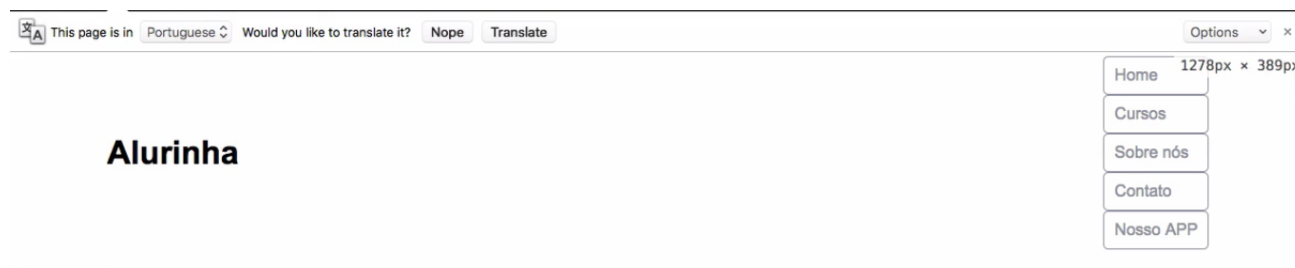 This page is in Portuguese Would you like to translate it? Nope Translate Options ×
Home
1278px × 389px
Cursos
Alurinha
Sobre nós
Contato
Nosso APP